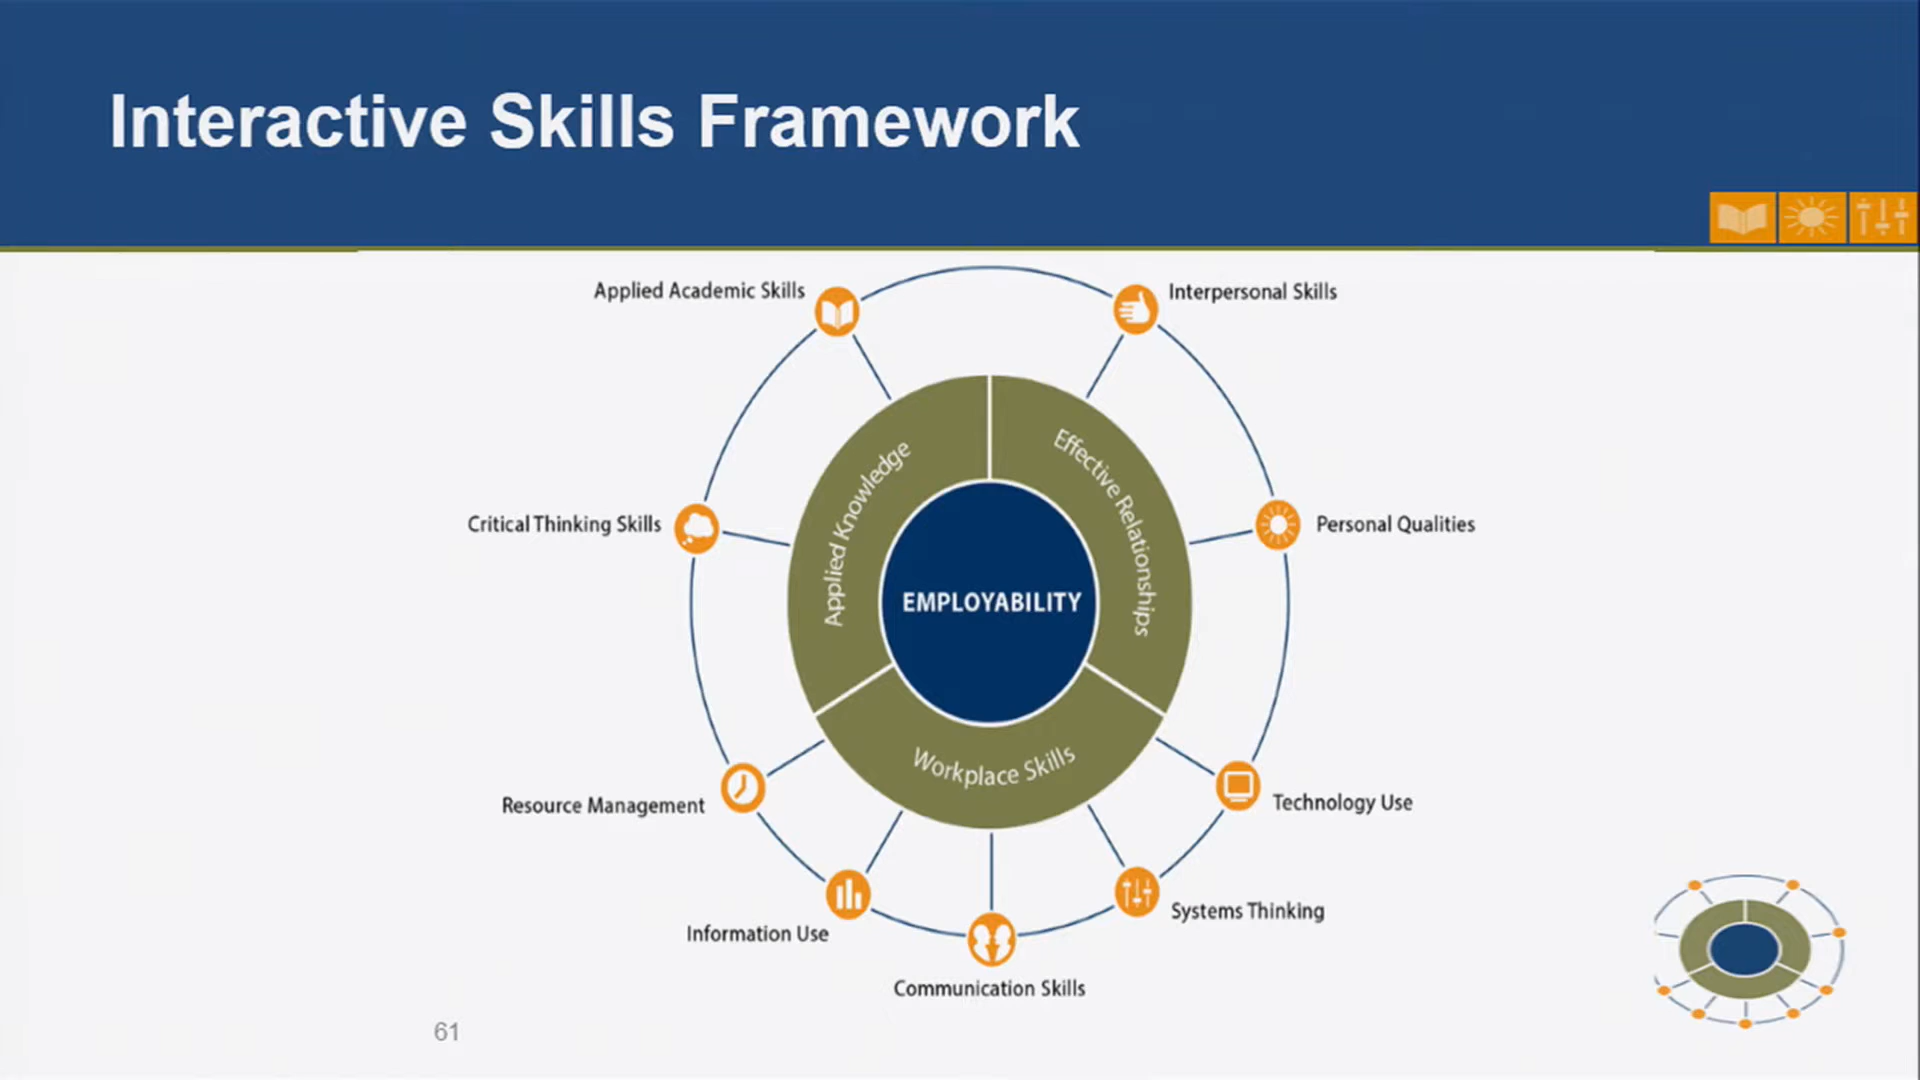 Interactive Skills Framework
Applied Academic Skills
Interpersonal Skills
Applied Knowledge
Effective Relationships
Critical Thinking Skills
Personal Qualities
EMPLOYABILITY
Workplace Skills
Resource Management
Technology Use
Information Use
Systems Thinking
Communication Skills
61